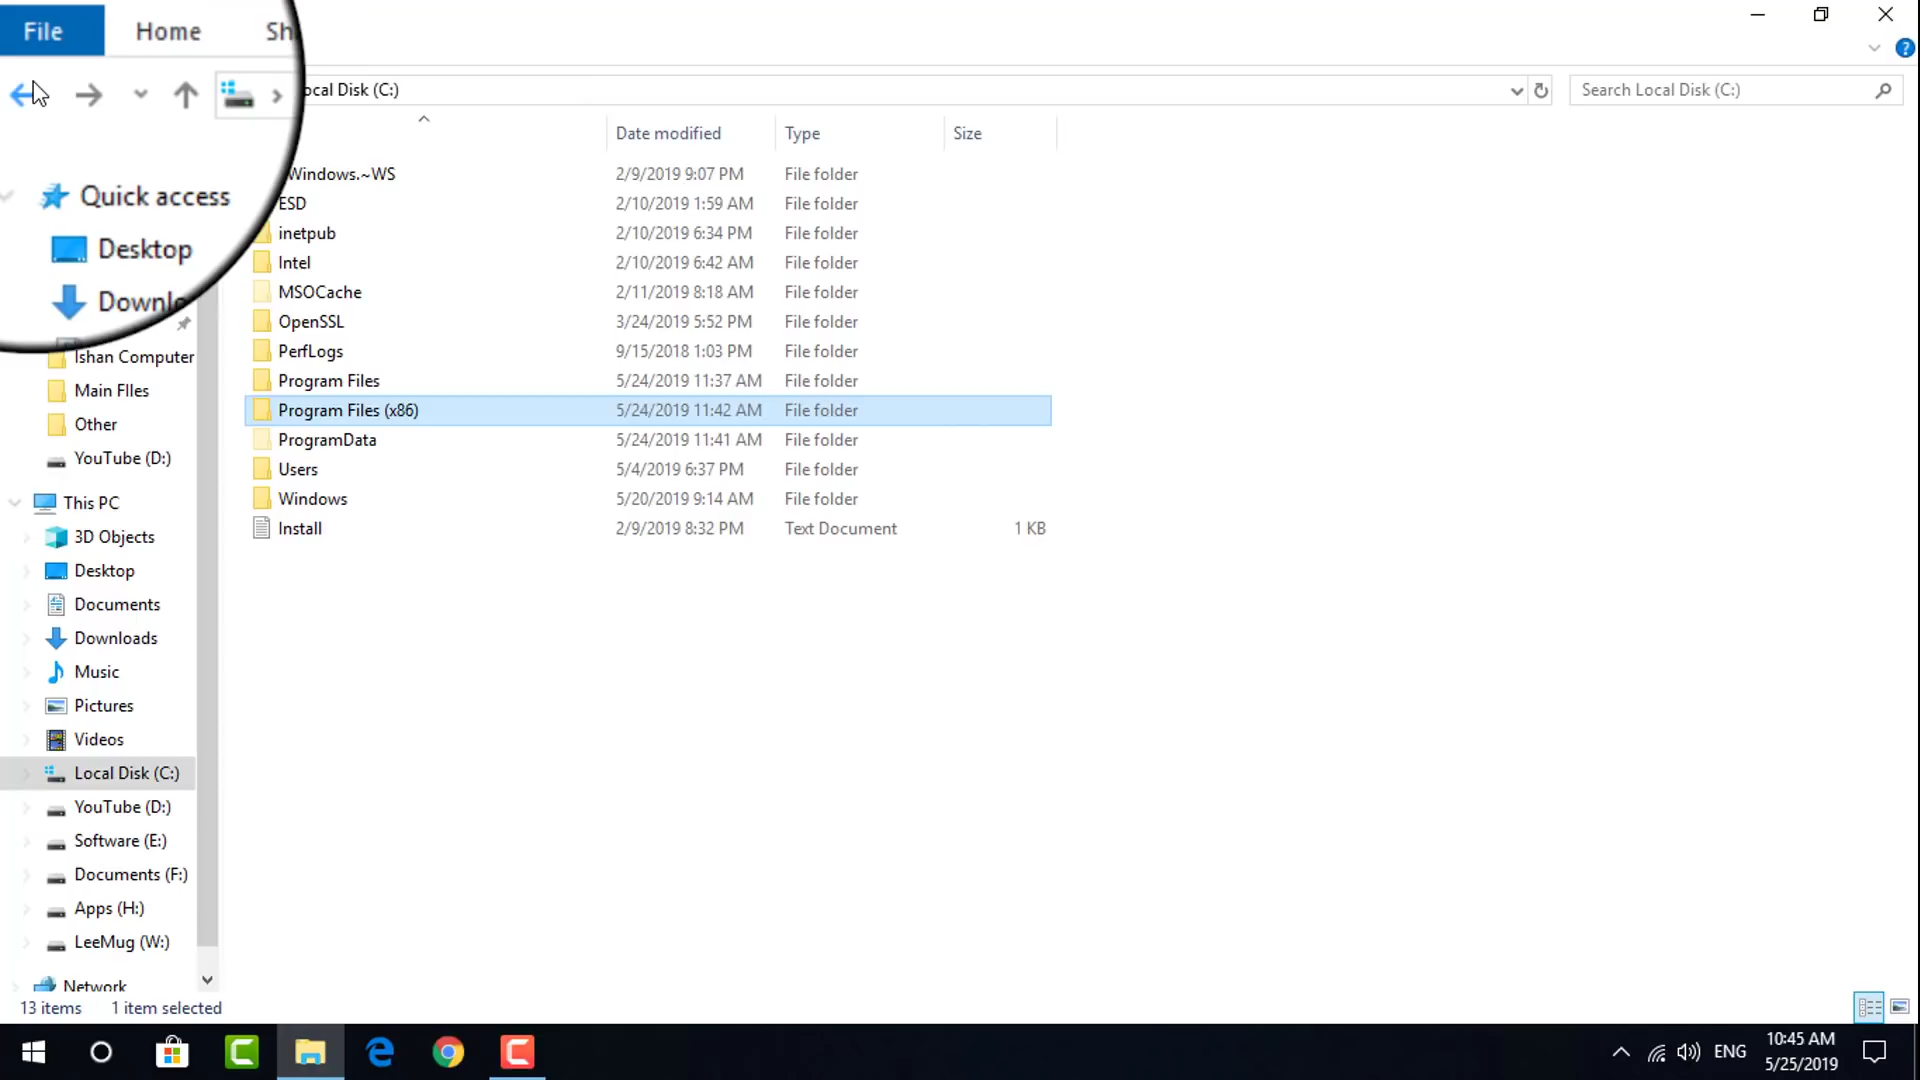 File Home Sh
ocal Disk (C:)
Search Local Disk (C:)
Date modified Type Size
Quick access
Desktop
Downlo
Ishan Computer
Main FIles
Other
YouTube (D:)
This PC
3D Objects
Desktop
Documents
Downloads
Music
Pictures
Videos
Local Disk (C:)
YouTube (D:)
Software (E:)
Documents (F:)
Apps (H:)
LeeMug (W:)
Network
Windows.~WS 2/9/2019 9:07 PM File folder
ESD 2/10/2019 1:59 AM File folder
inetpub 2/10/2019 6:34 PM File folder
Intel 2/10/2019 6:42 AM File folder
MSOCache 2/11/2019 8:18 AM File folder
OpenSSL 3/24/2019 5:52 PM File folder
PerfLogs 9/15/2018 1:03 PM File folder
Program Files 5/24/2019 11:37 AM File folder
Program Files (x86) 5/24/2019 11:42 AM File folder
ProgramData 5/24/2019 11:41 AM File folder
Users 5/4/2019 6:37 PM File folder
Windows 5/20/2019 9:14 AM File folder
Install 2/9/2019 8:32 PM Text Document 1 KB
13 items 1 item selected
ENG
10:45 AM
5/25/2019